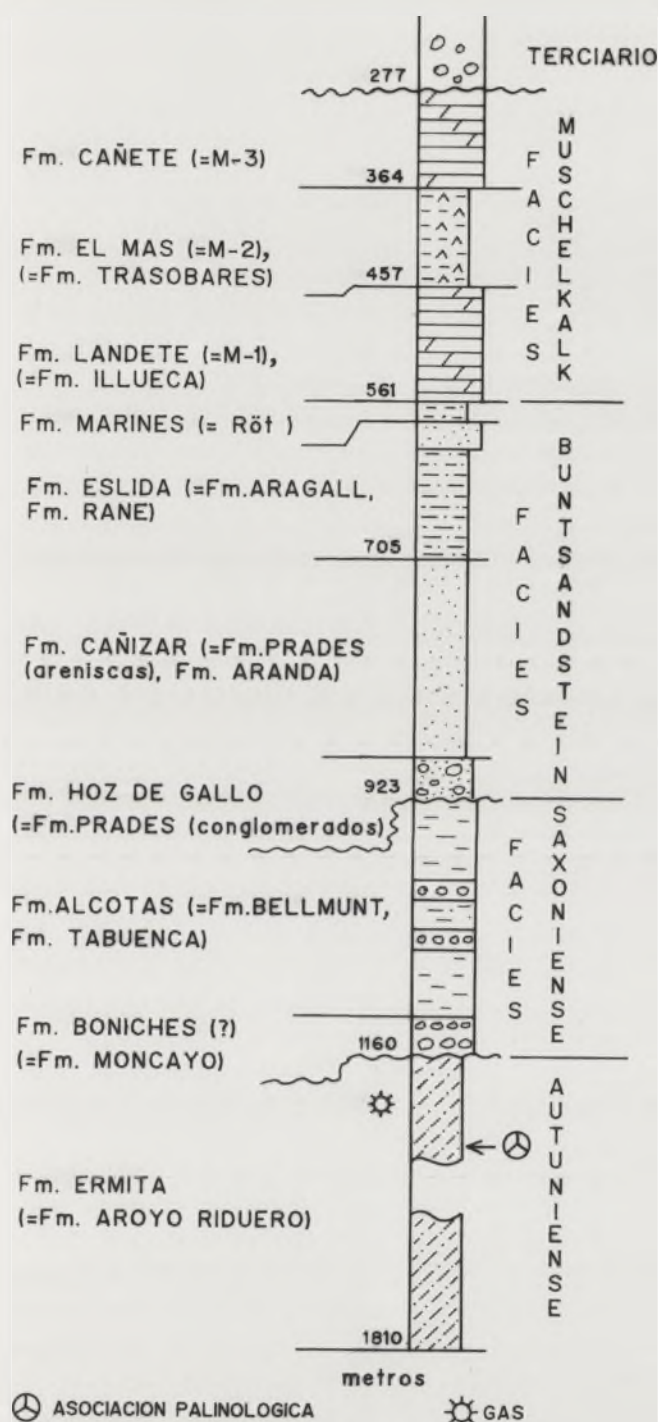 TERCIARIO
277
Fm. CAÑETE (=M-3)
364
Fm. EL MAS (=M-2),
(=Fm. TRASOBARES)
457
Fm. LANDETE (=M-1),
(=Fm. ILLUECA)
561
FACIES
MUSCHELKALK
Fm. MARINES (= Röt )
Fm. ESLIDA (=Fm.ARAGALL,
Fm. RANE)
705
Fm. CAÑIZAR (=Fm.PRADES
(areniscas), Fm. ARANDA)
FACIES
BUNTSANDSTEIN
Fm. HOZ DE GALLO
923
(=Fm.PRADES (conglomerados)
Fm.ALCOTAS (=Fm.BELLMUNT,
Fm. TABUENCA)
FACIES
SAXONIENSE
Fm. BONICHES (?)
1160
(=Fm. MONCAYO)
Fm. ERMITA
(=Fm. AROYO RIDUERO)
AUTUNIENSE
1810
metros
ASOCIACION PALINOLOGICA
GAS